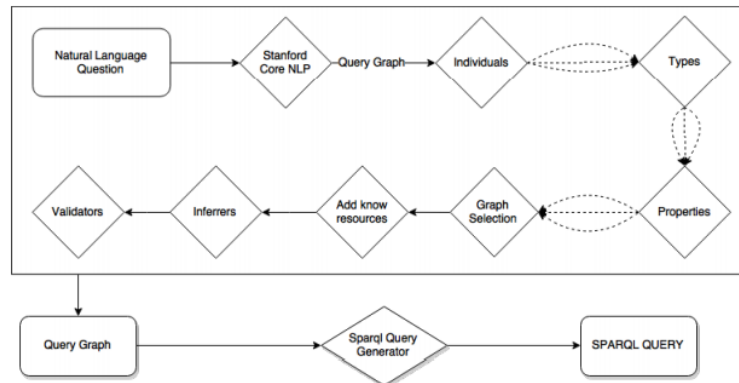 Natural Language
Question
Stanford
Core NLP
Query Graph
Individuals
Types
Validators
Inferrers
Add know
resources
Graph
Selection
Properties
Query Graph
Sparql Query
Generator
SPARQL QUERY